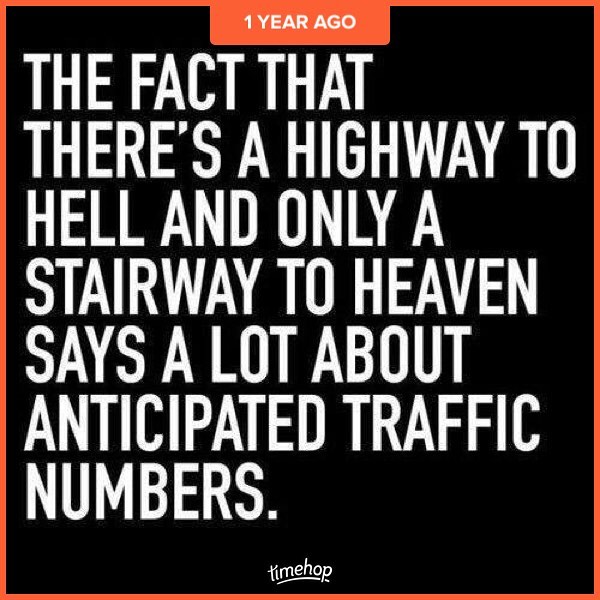 1 YEAR AGO
THE FACT THAT
THERE'S A HIGHWAY TO
HELL AND ONLY A
STAIRWAY TO HEAVEN
SAYS A LOT ABOUT
ANTICIPATED TRAFFIC
NUMBERS.
timehop